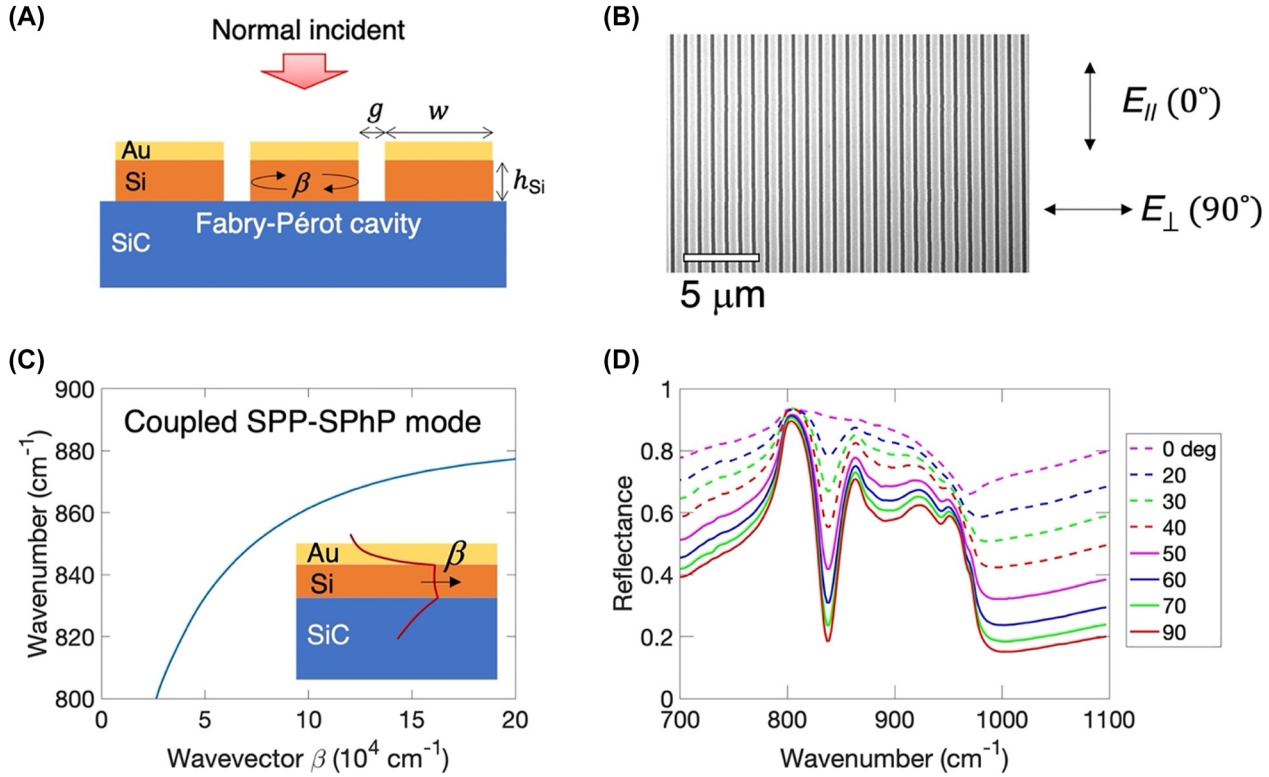 (A)
Normal incident
g
w
Au
Si
β
hSi
Fabry-Pérot cavity
SiC
(B)
E// (0°)
E⊥ (90°)
5 μm
(C)
900
880
860
840
820
800
Wavenumber (cm⁻¹)
Coupled SPP-SPhP mode
Au
β
Si
SiC
0
5
10
15
20
Wavevector β (10⁴ cm⁻¹)
(D)
1
0.8
0.6
0.4
0.2
0
Reflectance
700
800
900
1000
1100
Wavenumber (cm⁻¹)
0 deg
20
30
40
50
60
70
90